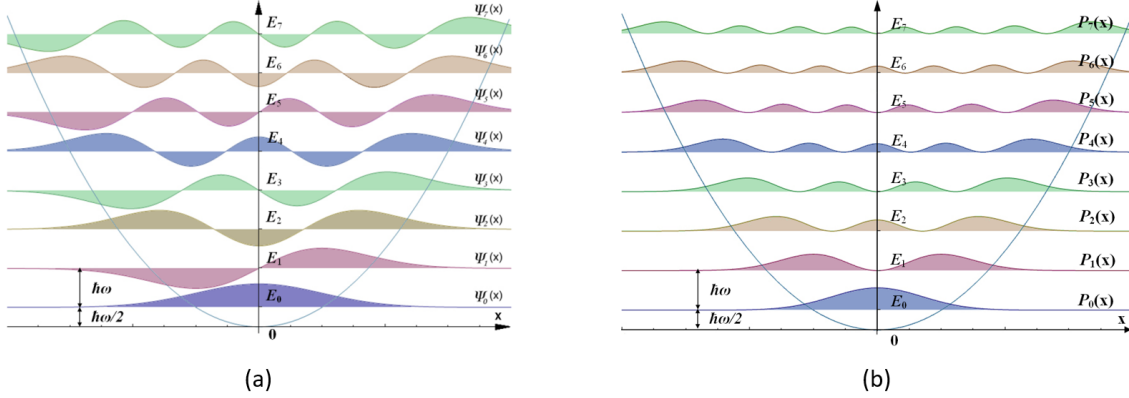 E₇ Ψ₇(x)
E₆ Ψ₆(x)
E₅ Ψ₅(x)
E₄ Ψ₄(x)
E₃ Ψ₃(x)
E₂ Ψ₂(x)
E₁ Ψ₁(x)
ħω
E₀ Ψ₀(x)
ħω/2
x
0
(a)
E₇ P₇(x)
E₆ P₆(x)
E₅ P₅(x)
E₄ P₄(x)
E₃ P₃(x)
E₂ P₂(x)
E₁ P₁(x)
ħω
E₀ P₀(x)
ħω/2
x
0
(b)